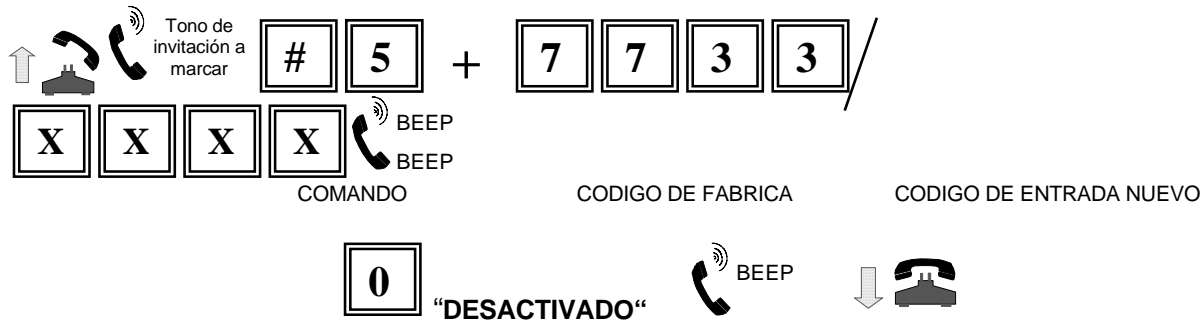 Tono de
invitación a
marcar
# 5 + 7 7 3 3 /
X X X X BEEP
BEEP
COMANDO CODIGO DE FABRICA CODIGO DE ENTRADA NUEVO
0 “DESACTIVADO“ BEEP